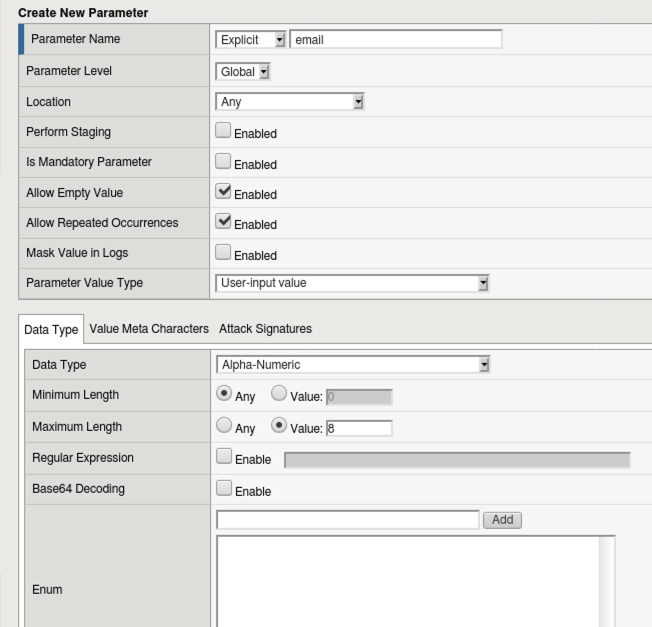 Create New Parameter
Parameter Name Explicit email
Parameter Level Global
Location Any
Perform Staging Enabled
Is Mandatory Parameter Enabled
Allow Empty Value Enabled
Allow Repeated Occurrences Enabled
Mask Value in Logs Enabled
Parameter Value Type User-input value
Data Type Value Meta Characters Attack Signatures
Data Type Alpha-Numeric
Minimum Length Any Value: 0
Maximum Length Any Value: 8
Regular Expression Enable
Base64 Decoding Enable
Add
Enum